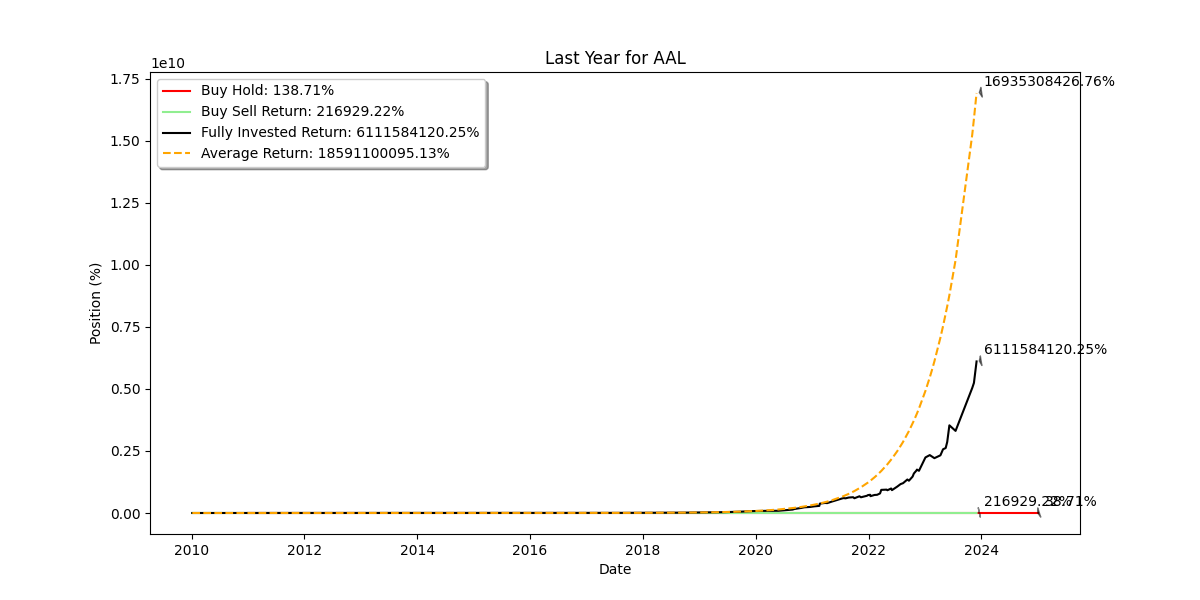 Last Year for AAL
1e10
1.75
1.50
1.25
1.00
0.75
0.50
0.25
0.00
Position (%)
Buy Hold: 138.71%
Buy Sell Return: 216929.22%
Fully Invested Return: 6111584120.25%
Average Return: 18591100095.13%
16935308426.76%
6111584120.25%
216929.22%
2010
2012
2014
2016
2018
2020
2022
2024
Date